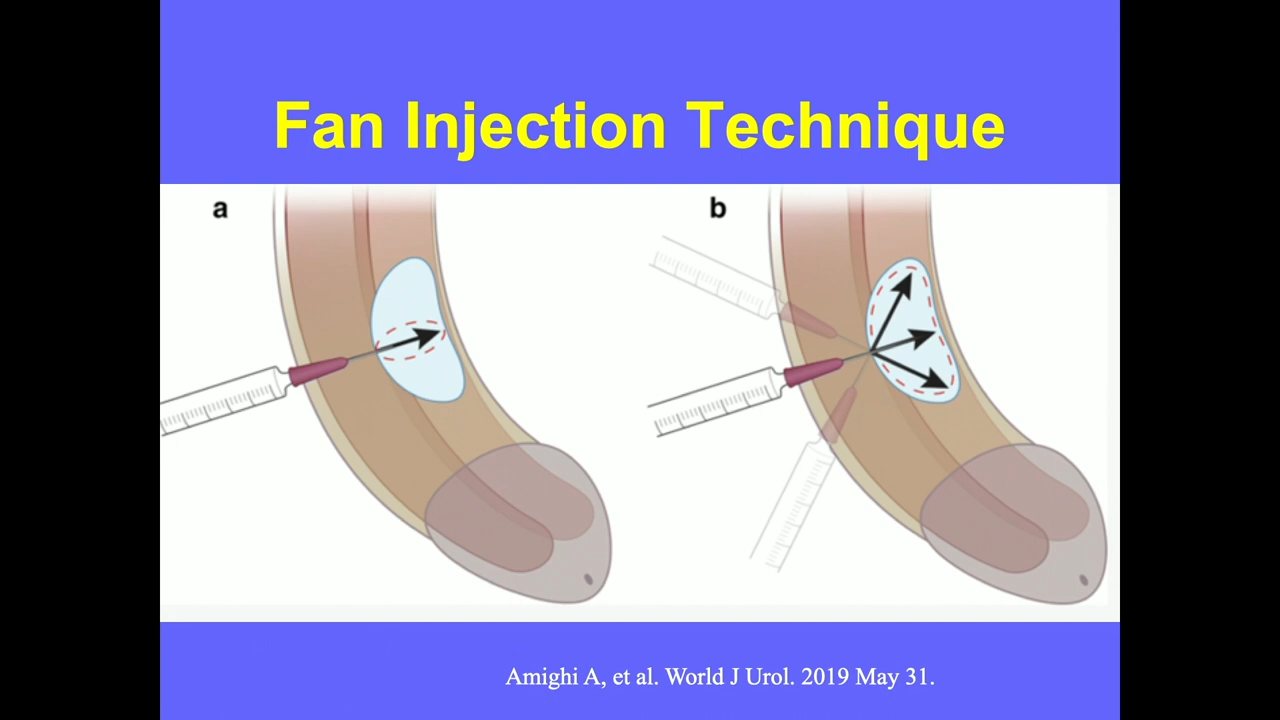 Fan Injection Technique
a
b
Amighi A, et al. World J Urol. 2019 May 31.